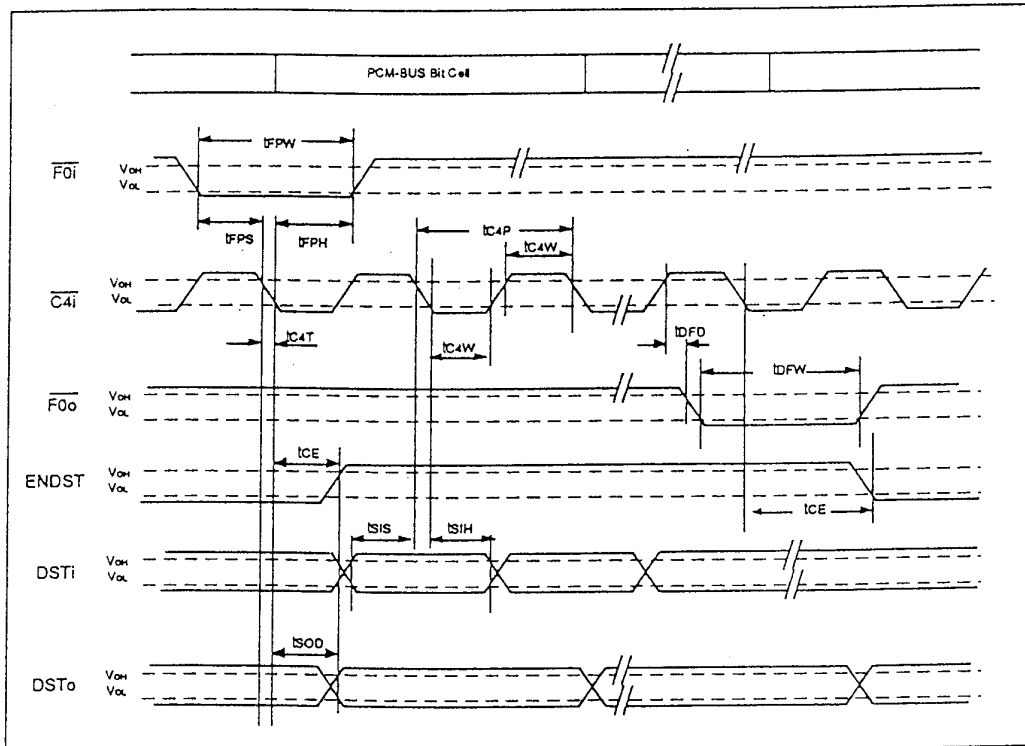 PCM-BUS Bit Cell
tFPW
F0i
VOH
VOL
tFPS
tFPH
tC4P
tC4W
C4i
VOH
VOL
tC4T
tC4W
tDFD
tDFW
F0o
VOH
VOL
tCE
ENDST
VOH
VOL
tCE
tSIS
tSIH
DSTi
VOH
VOL
tSOD
DSTo
VOH
VOL